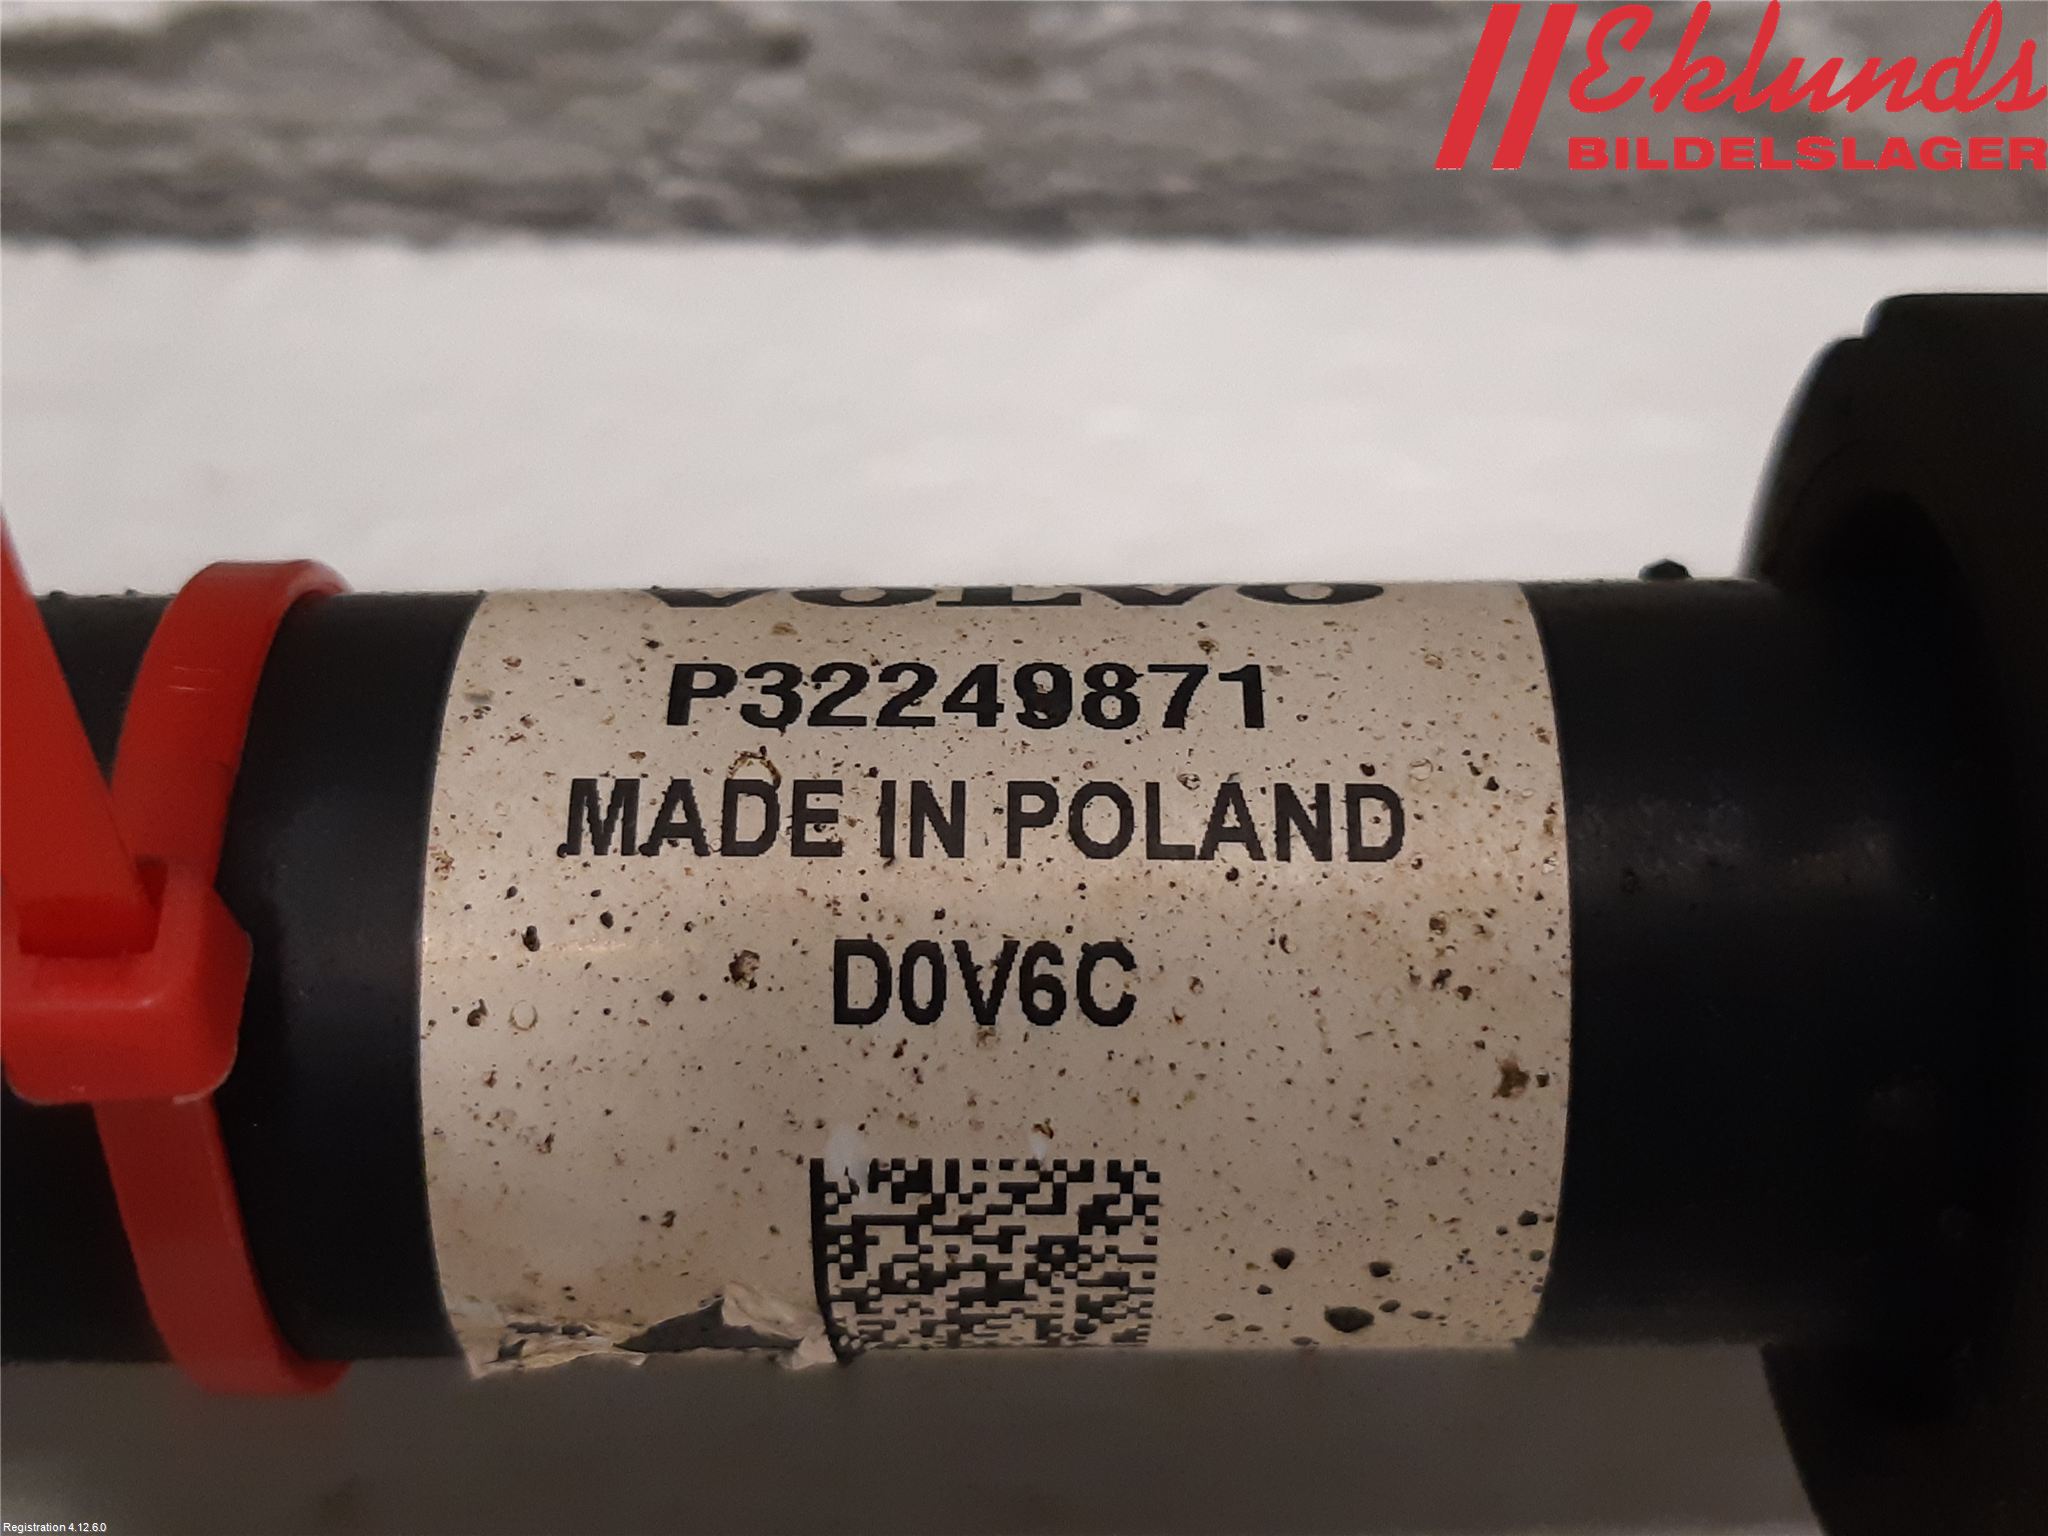 Eklunds
BILDELSLAGER
VOLVO
P32249871
MADE IN POLAND
D0V6C
Registration 4.12.6.0